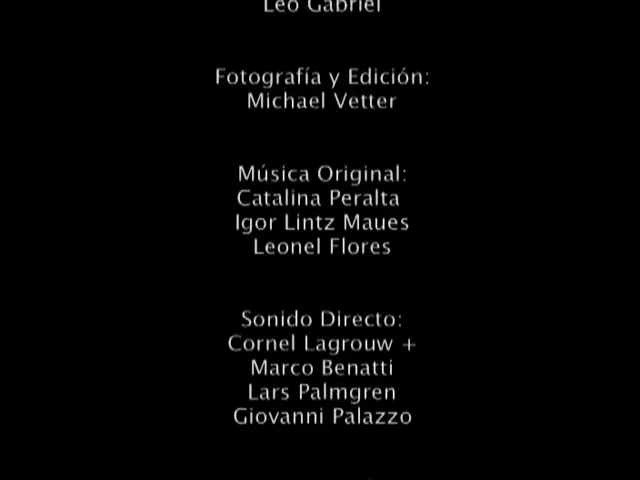 Leo Gabriel
Fotografía y Edición:
Michael Vetter
Música Original:
Catalina Peralta
Igor Lintz Maues
Leonel Flores
Sonido Directo:
Cornel Lagrouw +
Marco Benatti
Lars Palmgren
Giovanni Palazzo